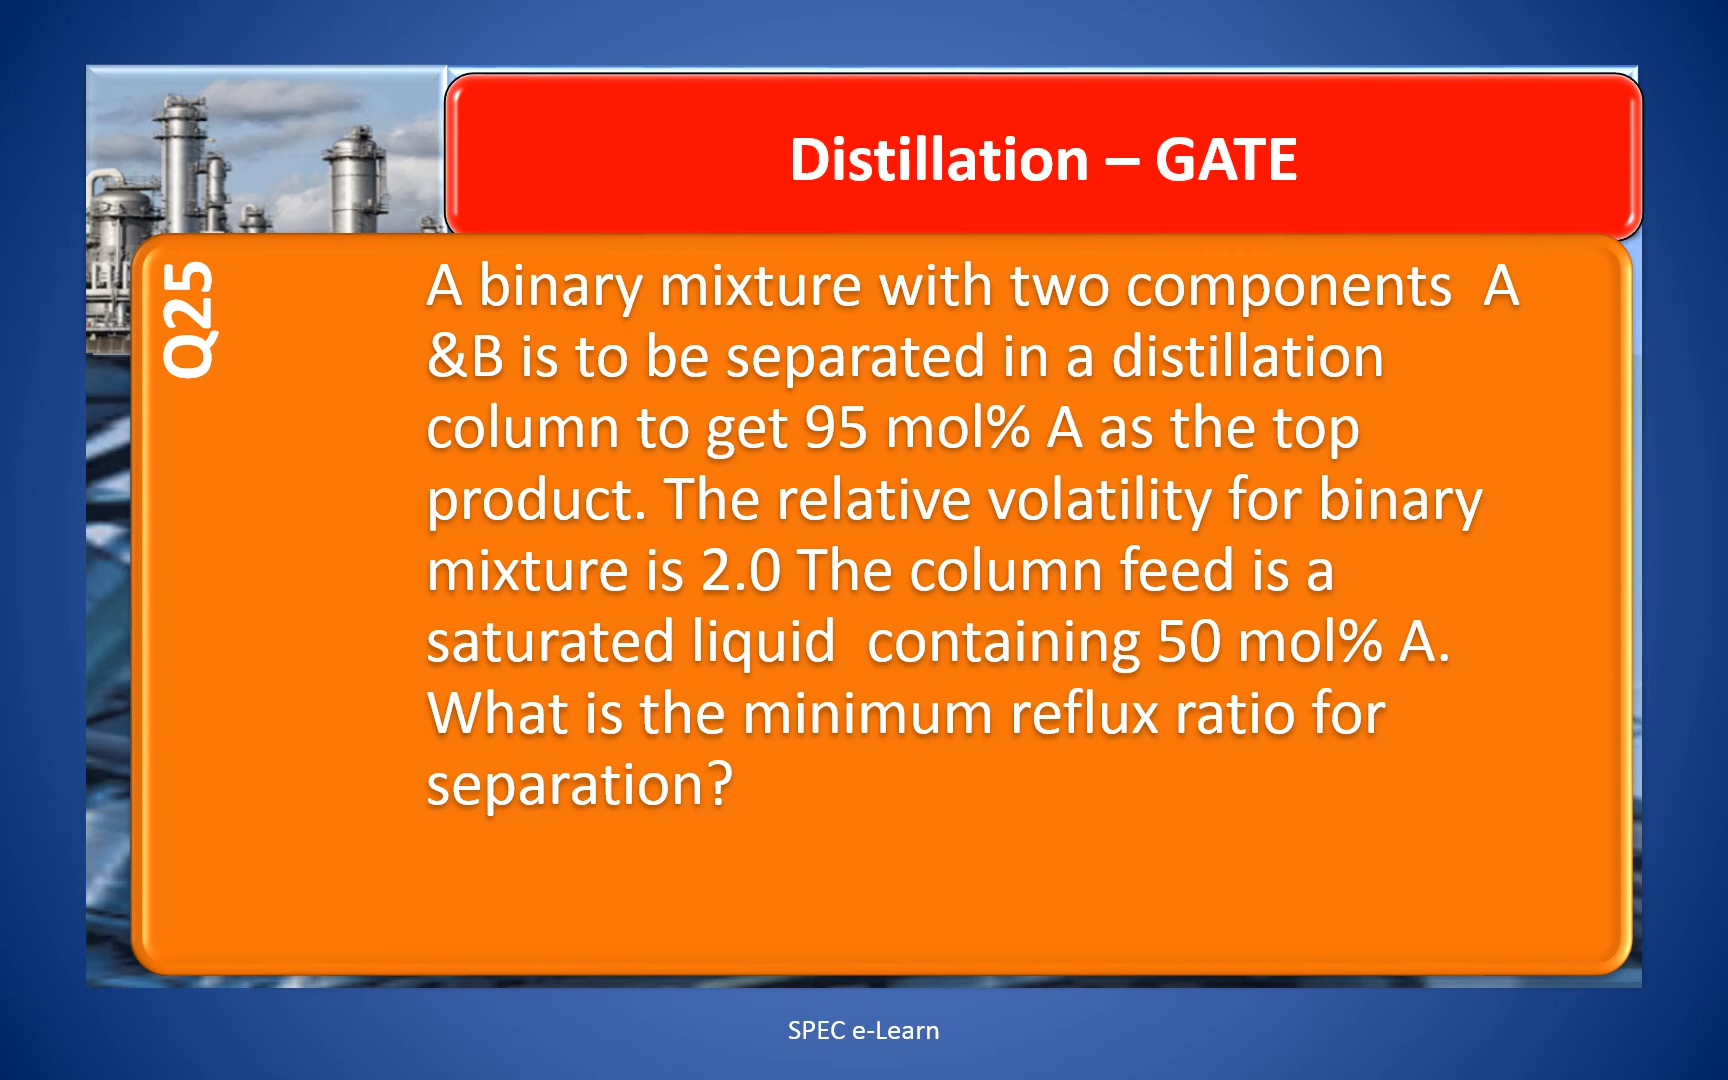 Distillation – GATE
Q25
A binary mixture with two components  A
&B is to be separated in a distillation
column to get 95 mol% A as the top
product. The relative volatility for binary
mixture is 2.0 The column feed is a
saturated liquid  containing 50 mol% A.
What is the minimum reflux ratio for
separation?
SPEC e-Learn